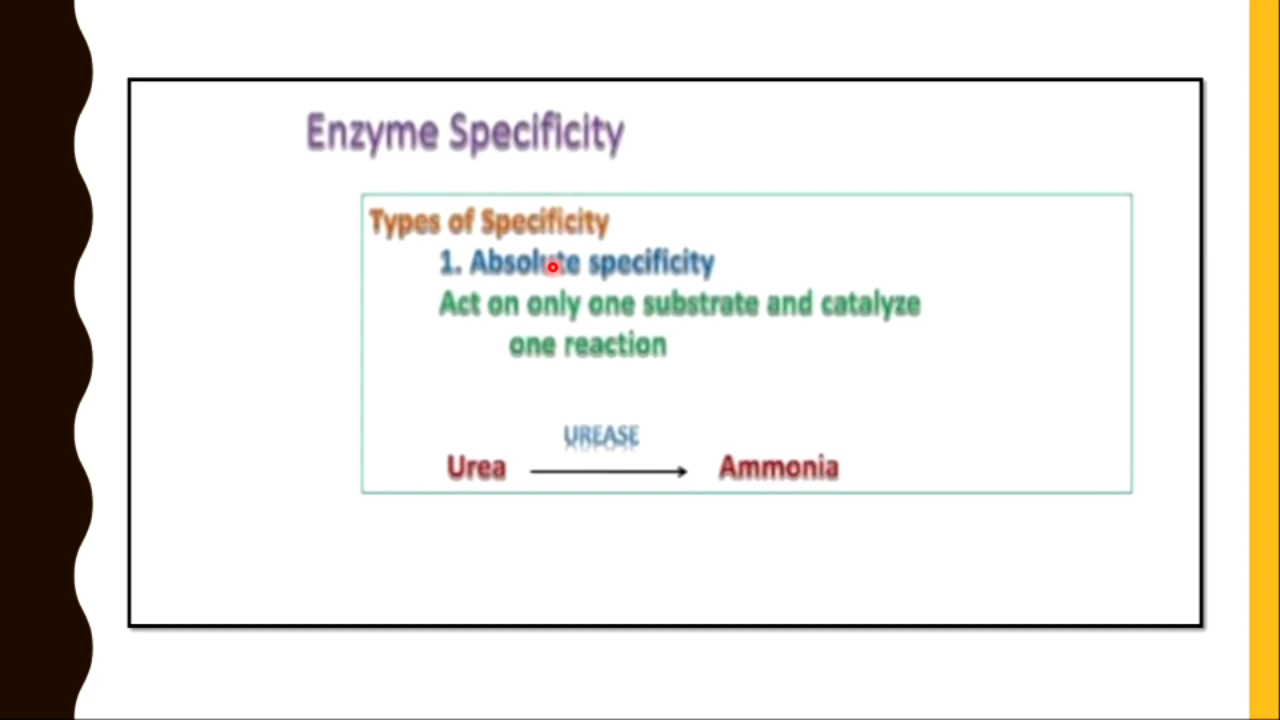 Enzyme Specificity
Types of Specificity
1. Absolute specificity
Act on only one substrate and catalyze
one reaction
UREASE
Urea Ammonia